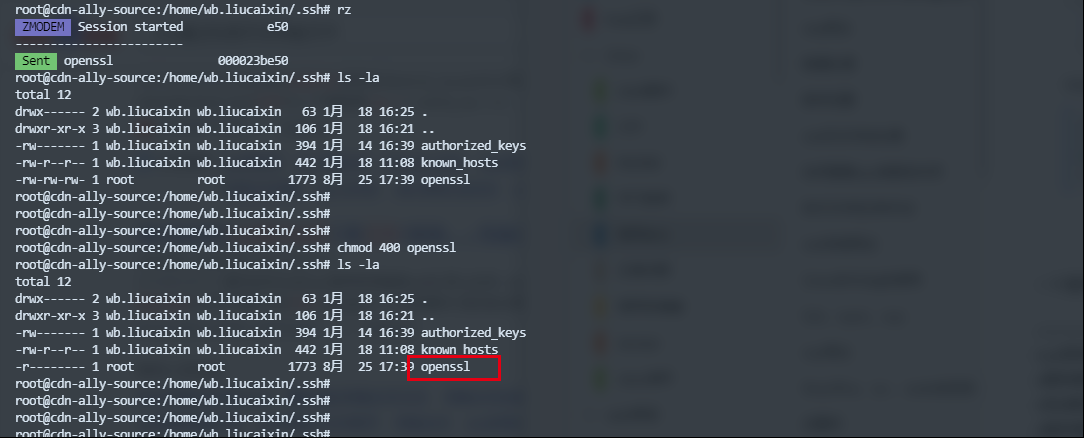 root@cdn-ally-source:/home/wb.liucaixin/.ssh# rz
ZMODEM Session started e50
------------------------
Sent openssl 000023be50
root@cdn-ally-source:/home/wb.liucaixin/.ssh# ls -la
total 12
drwx------ 2 wb.liucaixin wb.liucaixin 63 1月 18 16:25 .
drwxr-xr-x 3 wb.liucaixin wb.liucaixin 106 1月 18 16:21 ..
-rw------- 1 wb.liucaixin wb.liucaixin 394 1月 14 16:39 authorized_keys
-rw-r--r-- 1 wb.liucaixin wb.liucaixin 442 1月 18 11:08 known_hosts
-rw-rw-rw- 1 root root 1773 8月 25 17:39 openssl
root@cdn-ally-source:/home/wb.liucaixin/.ssh#
root@cdn-ally-source:/home/wb.liucaixin/.ssh#
root@cdn-ally-source:/home/wb.liucaixin/.ssh#
root@cdn-ally-source:/home/wb.liucaixin/.ssh# chmod 400 openssl
root@cdn-ally-source:/home/wb.liucaixin/.ssh# ls -la
total 12
drwx------ 2 wb.liucaixin wb.liucaixin 63 1月 18 16:25 .
drwxr-xr-x 3 wb.liucaixin wb.liucaixin 106 1月 18 16:21 ..
-rw------- 1 wb.liucaixin wb.liucaixin 394 1月 14 16:39 authorized_keys
-rw-r--r-- 1 wb.liucaixin wb.liucaixin 442 1月 18 11:08 known_hosts
-r-------- 1 root root 1773 8月 25 17:39 openssl
root@cdn-ally-source:/home/wb.liucaixin/.ssh#
root@cdn-ally-source:/home/wb.liucaixin/.ssh#
root@cdn-ally-source:/home/wb.liucaixin/.ssh#
root@cdn-ally-source:/home/wb.liucaixin/.ssh#